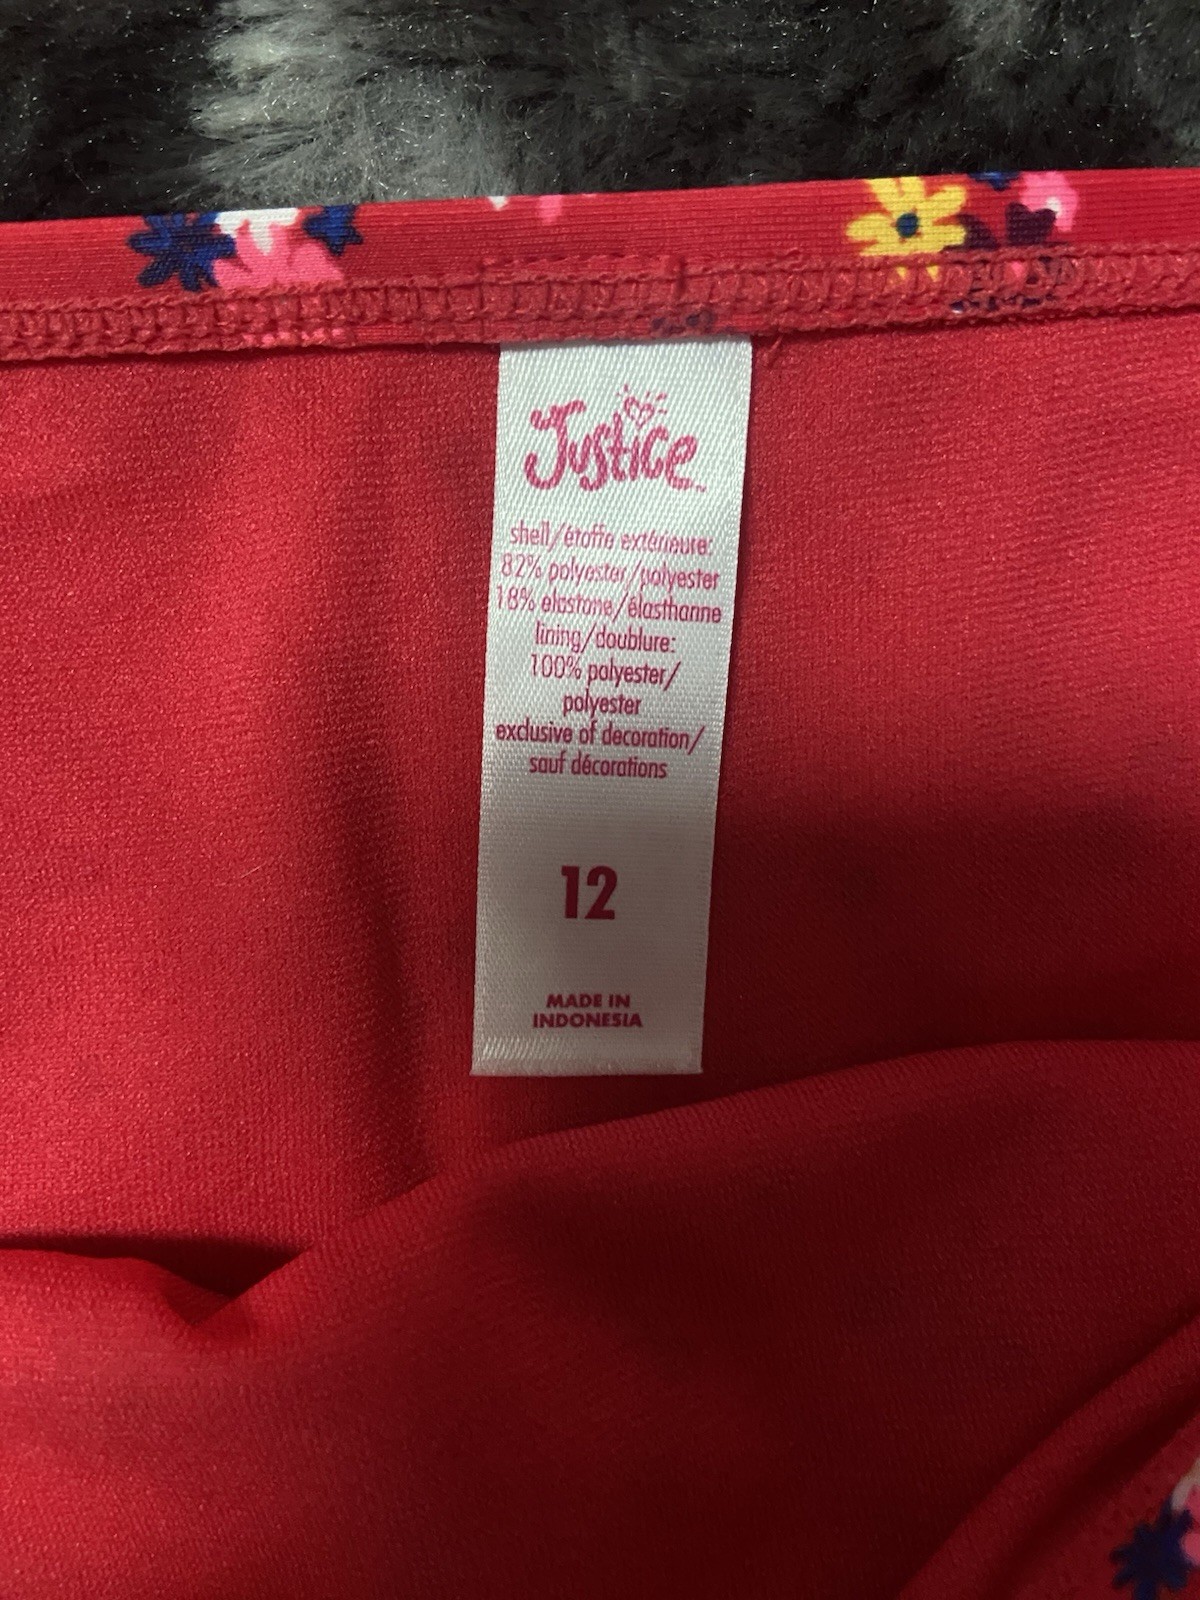 Justice
shell/étoffe extérieure:
82% polyester/polyester
18% elastane/élasthanne
lining/doublure:
100% polyester/
polyester
exclusive of decoration/
sauf décorations
12
MADE IN
INDONESIA